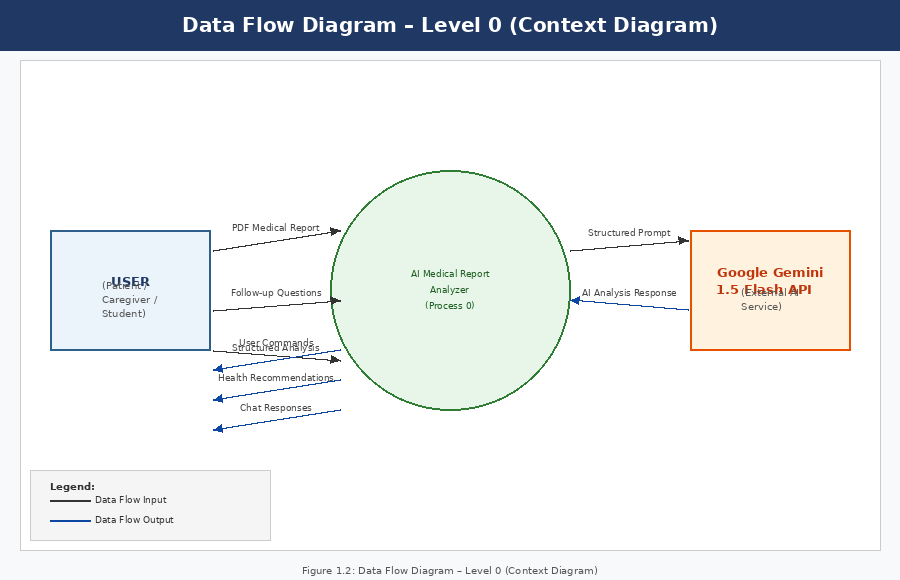 Data Flow Diagram – Level 0 (Context Diagram)
PDF Medical Report
Structured Prompt
USER
(Patient /
Caregiver /
Student)
Follow-up Questions
AI Medical Report
Analyzer
(Process 0)
Google Gemini
1.5 Flash API
(External AI
Service)
AI Analysis Response
User Commands
Structured Analysis
Health Recommendations
Chat Responses
Legend:
Data Flow Input
Data Flow Output
Figure 1.2: Data Flow Diagram – Level 0 (Context Diagram)